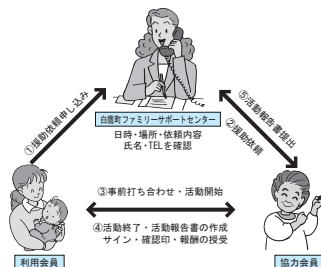 白鷹町ファミリーサポートセンター
日時・場所・依頼内容
氏名・TELを確認
①援助依頼申し込み
⑤活動報告書提出
②援助依頼
③事前打ち合わせ・活動開始
④活動終了・活動報告書の作成
サイン・確認印・報酬の授受
利用会員
協力会員